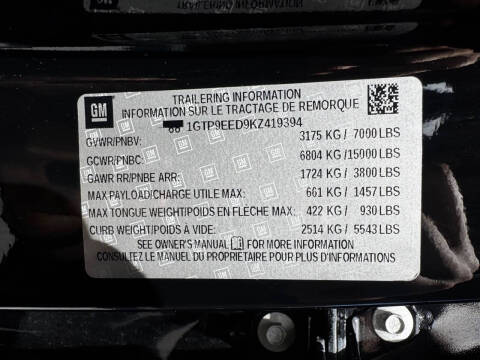 GM
TRAILERING INFORMATION
INFORMATION SUR LE TRACTAGE DE REMORQUE
1GTP9EED9KZ419394
GVWR/PNBV: 3175 KG / 7000 LBS
GCWR/PNBC: 6804 KG /15000 LBS
GAWR RR/PNBE ARR: 1724 KG / 3800 LBS
MAX PAYLOAD/CHARGE UTILE MAX: 661 KG / 1457 LBS
MAX TONGUE WEIGHT/POIDS EN FLÈCHE MAX: 422 KG / 930 LBS
CURB WEIGHT/POIDS À VIDE: 2514 KG / 5543 LBS
SEE OWNER'S MANUAL FOR MORE INFORMATION
CONSULTEZ LE MANUEL DU PROPRIÉTAIRE POUR PLUS D'INFORMATIONS